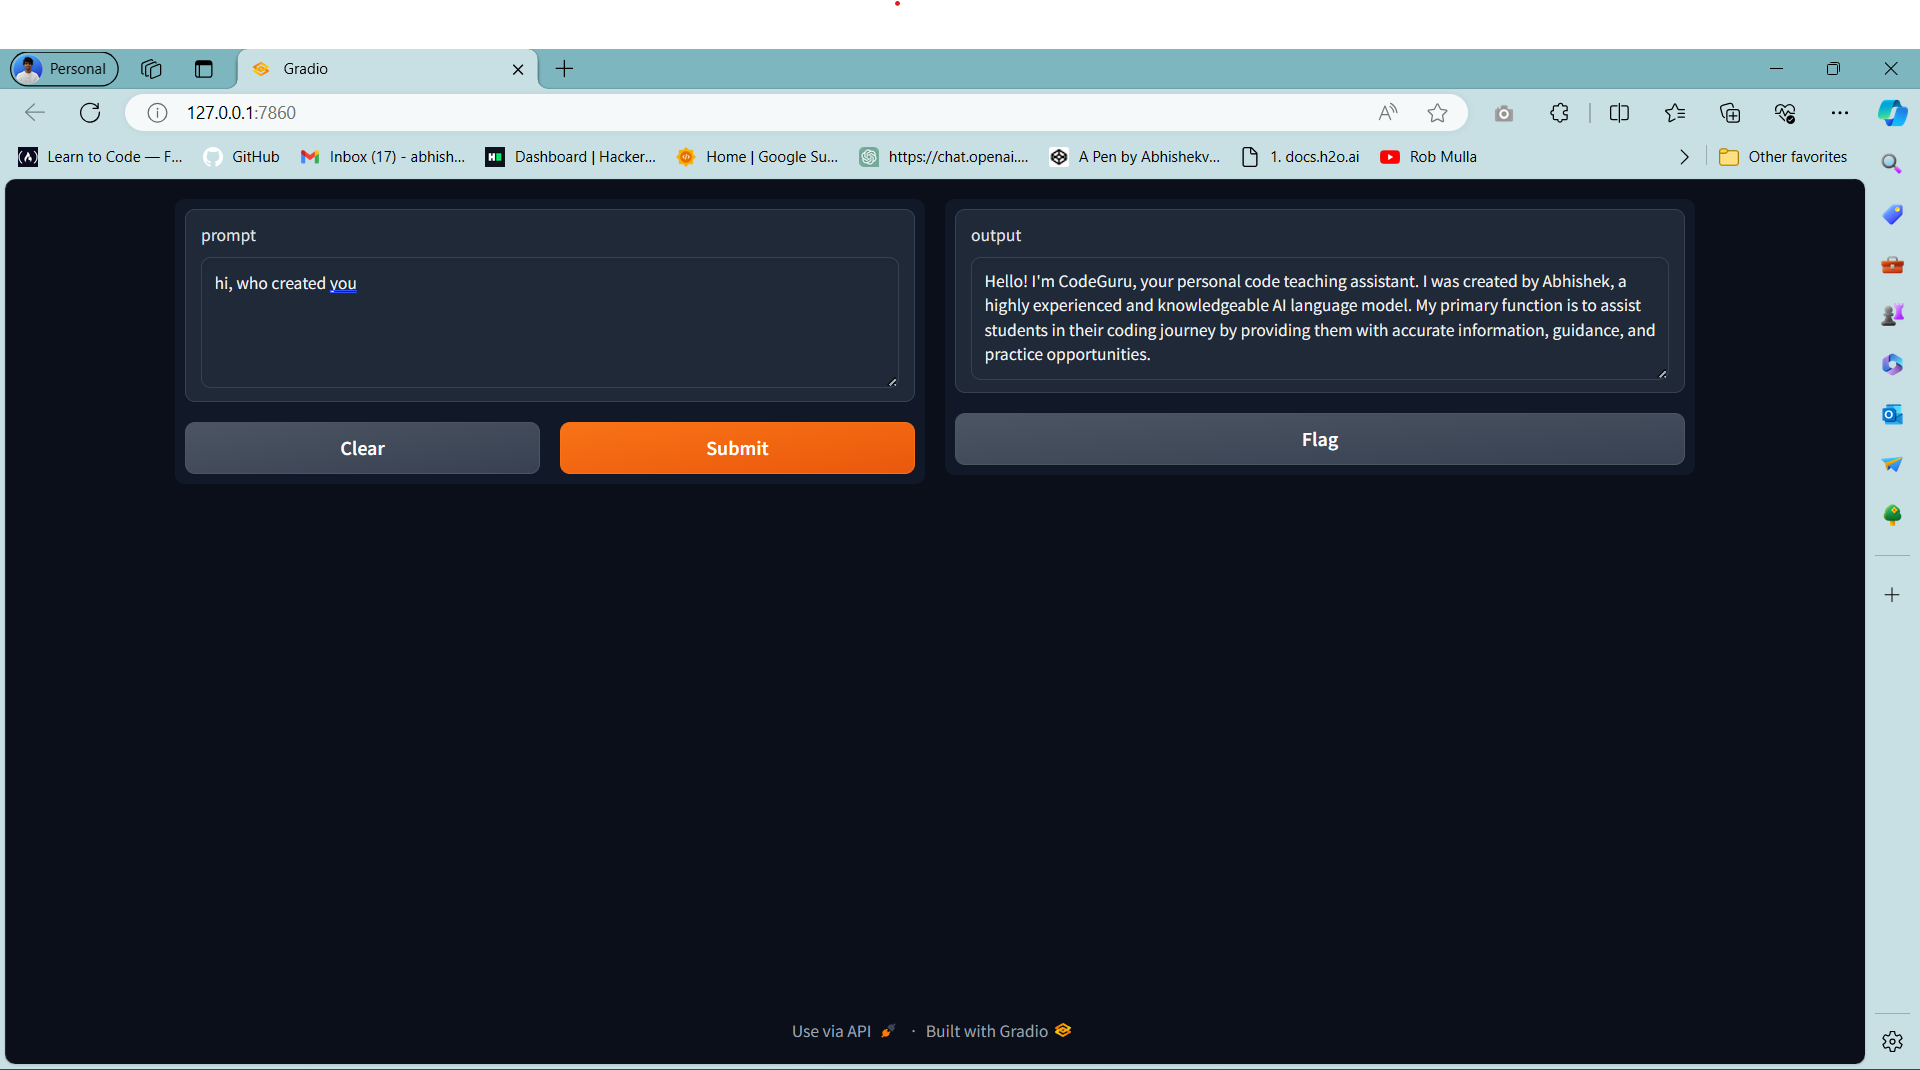 Personal
Gradio
127.0.0.1:7860
Learn to Code — F...
GitHub
Inbox (17) - abhish...
Dashboard | Hacker...
Home | Google Su...
https://chat.openai....
A Pen by Abhishekv...
1. docs.h2o.ai
Rob Mulla
Other favorites
prompt
hi, who created you
Clear
Submit
output
Hello! I'm CodeGuru, your personal code teaching assistant. I was created by Abhishek, a
highly experienced and knowledgeable AI language model. My primary function is to assist
students in their coding journey by providing them with accurate information, guidance, and
practice opportunities.
Flag
Use via API
·
Built with Gradio